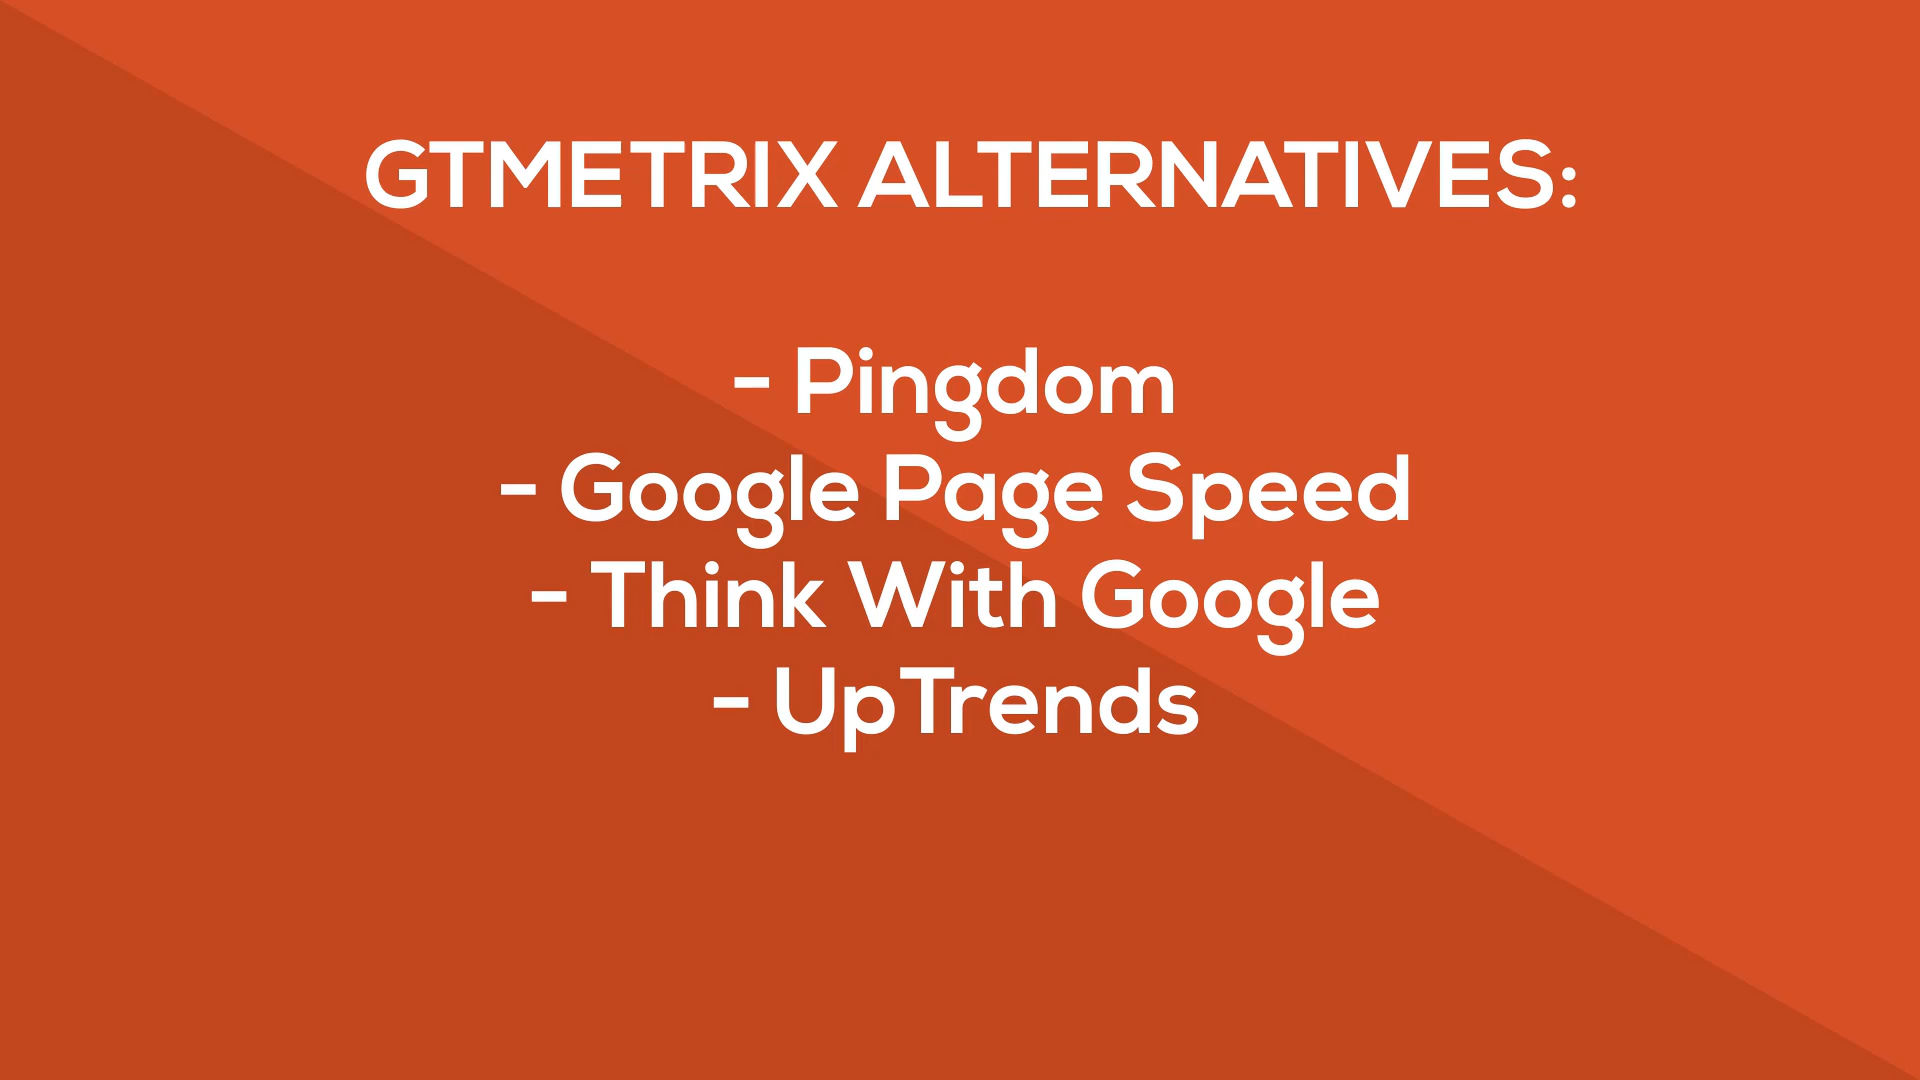 GTMETRIX ALTERNATIVES:
- Pingdom
- Google Page Speed
- Think With Google
- UpTrends